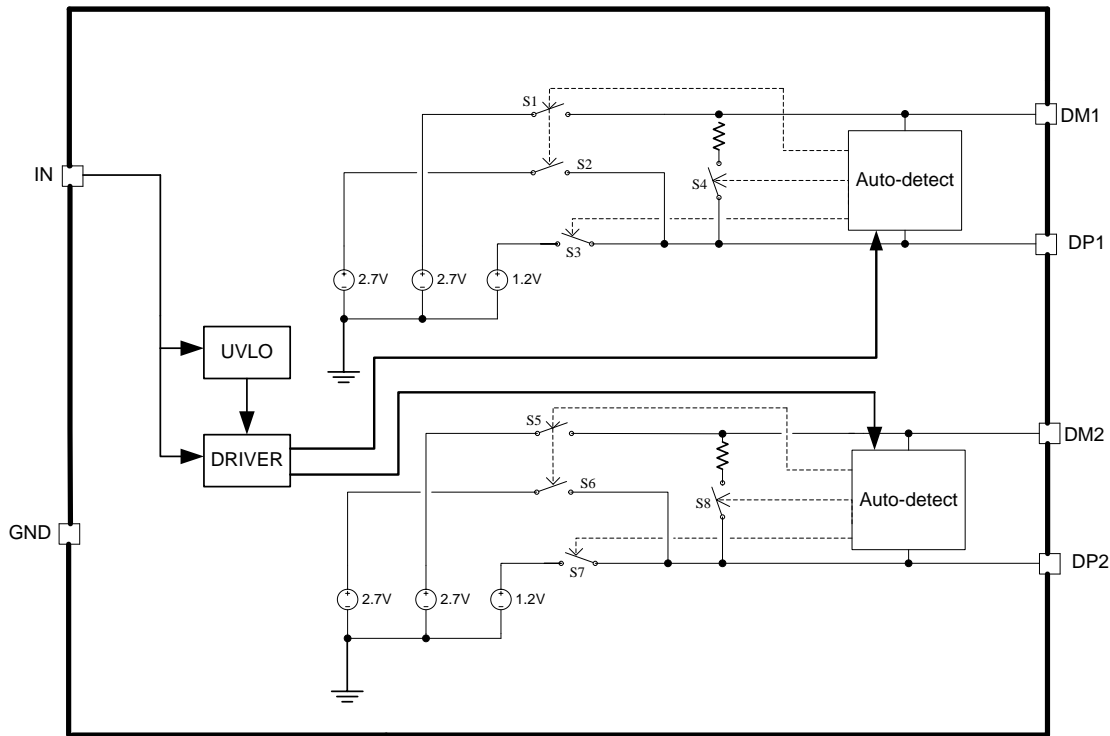 S1
DM1
IN
S2
S4
Auto-detect
S3
DP1
2.7V
2.7V
1.2V
UVLO
S5
DM2
DRIVER
S6
S8
Auto-detect
GND
S7
DP2
2.7V
2.7V
1.2V